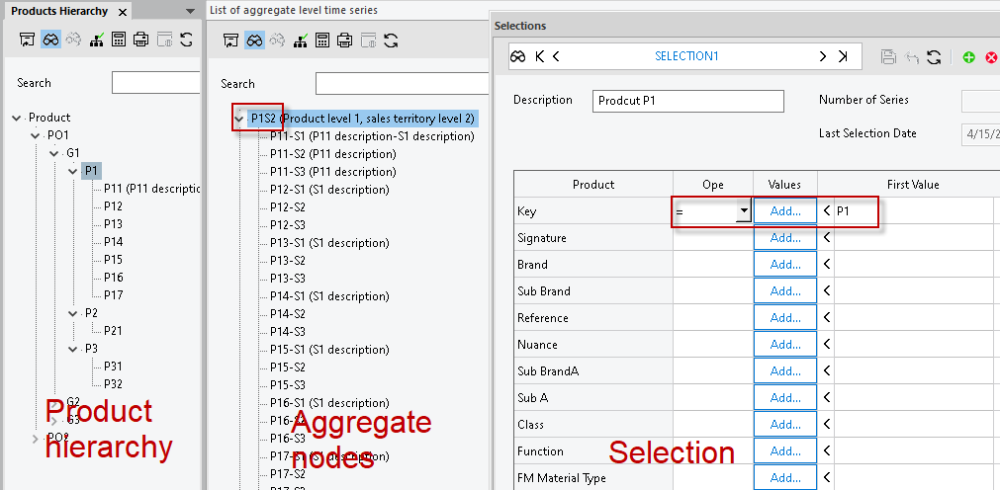 Products Hierarchy
Search
Product
PO1
G1
P1
P11 (P11 descriptio
P12
P13
P14
P15
P16
P17
P2
P21
P3
P31
P32
G2
G3
PO2
Product
hierarchy
List of aggregate level time series
Search
P1S2 (Product level 1, sales territory level 2)
P11-S1 (P11 description-S1 description)
P11-S2 (P11 description)
P11-S3 (P11 description)
P12-S1 (S1 description)
P12-S2
P12-S3
P13-S1 (S1 description)
P13-S2
P13-S3
P14-S1 (S1 description)
P14-S2
P14-S3
P15-S1 (S1 description)
P15-S2
P15-S3
P16-S1 (S1 description)
P16-S2
P16-S3
P17-S1 (S1 description)
P17-S2
Aggregate
nodes
Selections
SELECTION1
Description Prodcut P1 Number of Series
Last Selection Date 4/15/2
Product Ope Values First Value
Key = Add... < P1
Signature Add... <
Brand Add... <
Sub Brand Add... <
Reference Add... <
Nuance Add... <
Sub BrandA Add... <
Sub A Add... <
Class Add... <
Function Add... <
FM Material Type Add... <
Selection